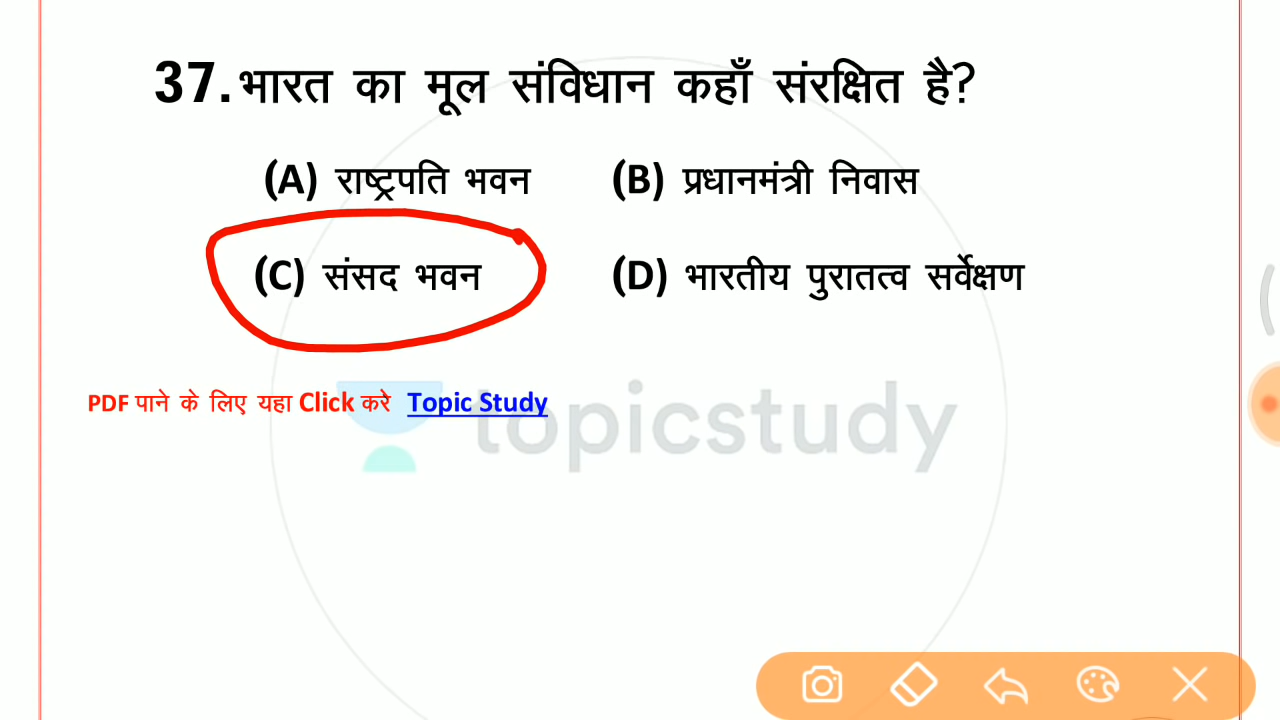 37. भारत का मूल संविधान कहाँ संरक्षित है?
(A) राष्ट्रपति भवन (B) प्रधानमंत्री निवास
(C) संसद भवन (D) भारतीय पुरातत्व सर्वेक्षण
PDF पाने के लिए यहा Click करे Topic Study
topicstudy